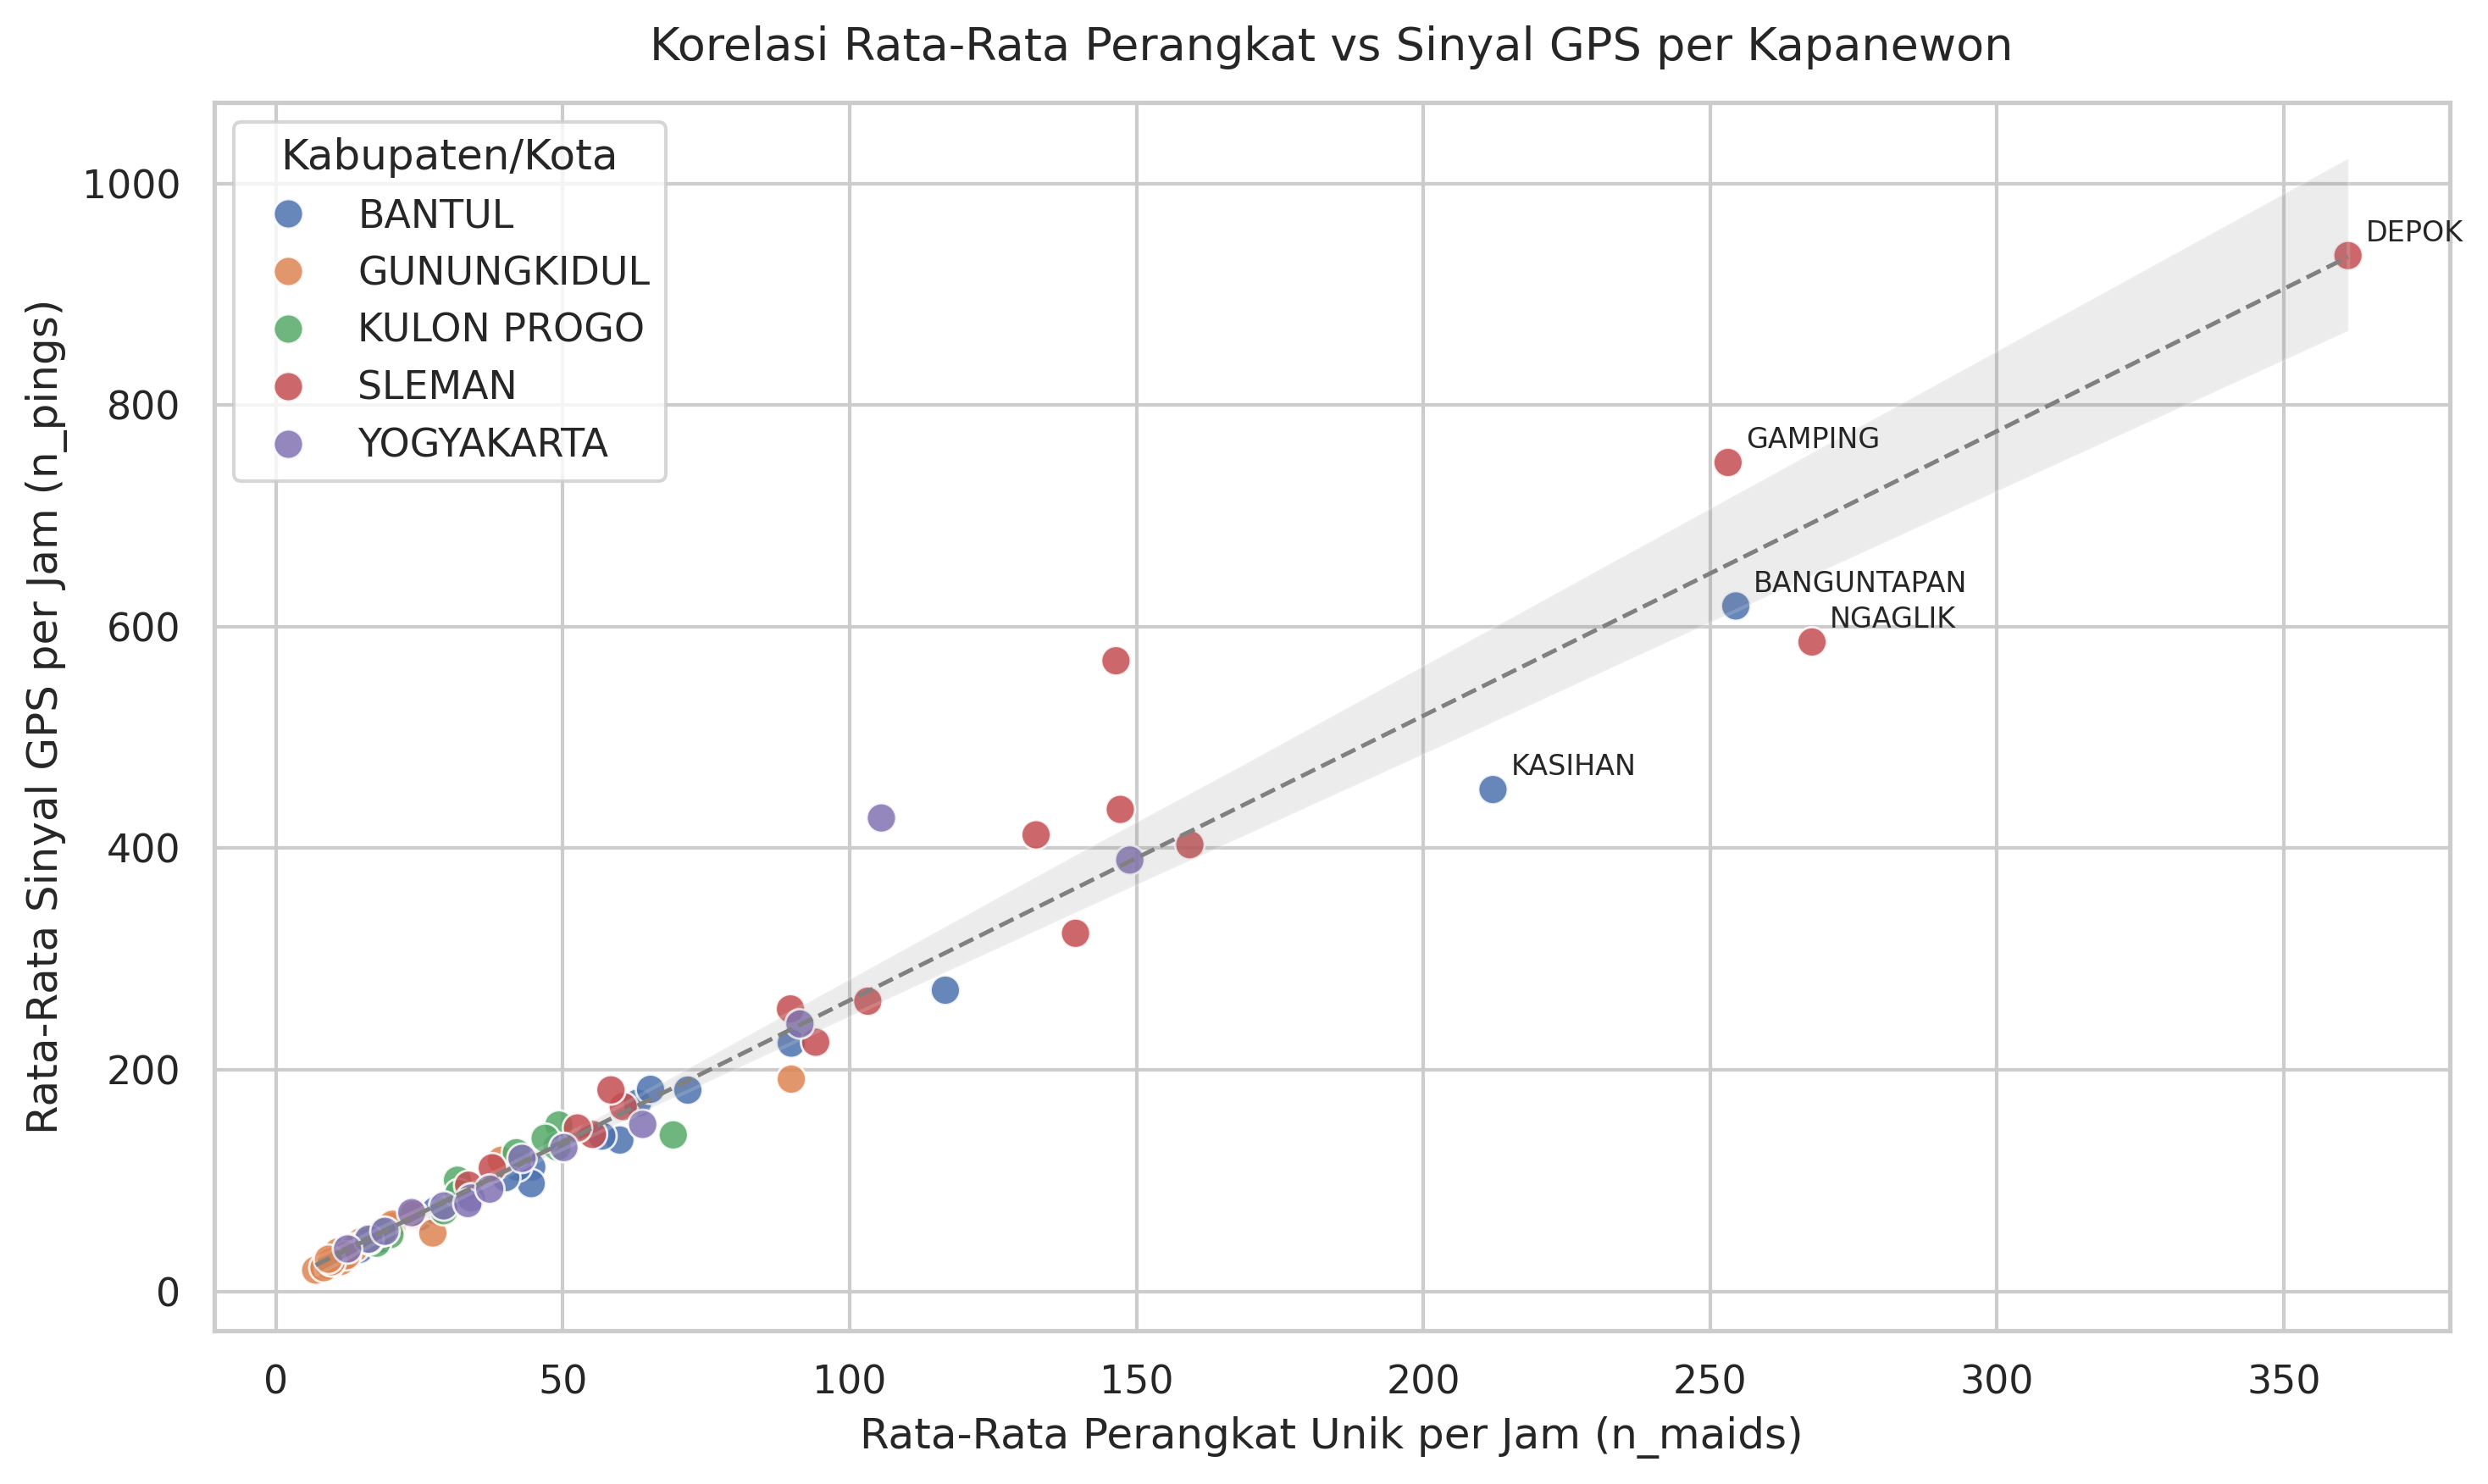 Korelasi Rata-Rata Perangkat vs Sinyal GPS per Kapanewon
Kabupaten/Kota
BANTUL
GUNUNGKIDUL
KULON PROGO
SLEMAN
YOGYAKARTA
Rata-Rata Sinyal GPS per Jam (n_pings)
1000
800
600
400
200
0
DEPOK
GAMPING
BANGUNTAPAN
NGAGLIK
KASIHAN
0 50 100 150 200 250 300 350
Rata-Rata Perangkat Unik per Jam (n_maids)